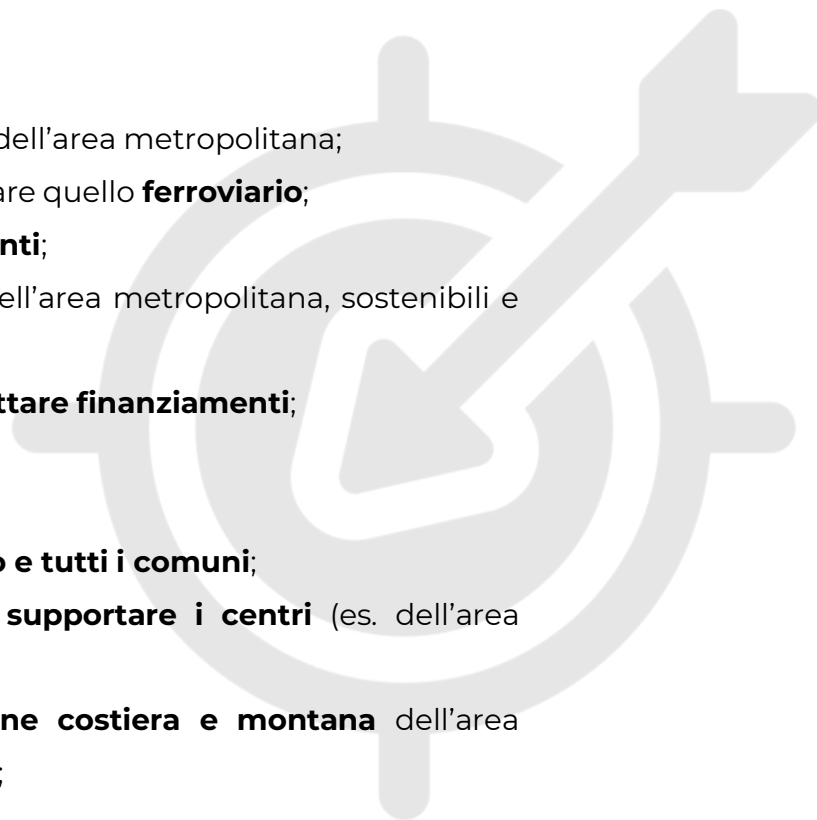 dell’area metropolitana;
are quello ferroviario;
nti;
ell’area metropolitana, sostenibili e
ttare finanziamenti;
o e tutti i comuni;
supportare i centri (es. dell’area
ne costiera e montana dell’area
;